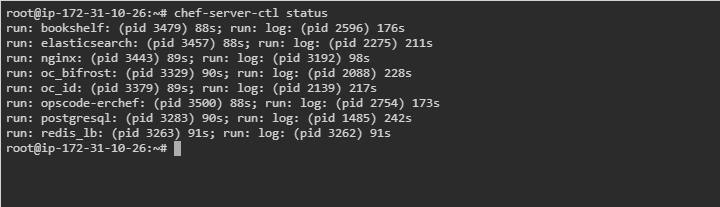 root@ip-172-31-10-26:~# chef-server-ctl status
run: bookshelf: (pid 3479) 88s; run: log: (pid 2596) 176s
run: elasticsearch: (pid 3457) 88s; run: log: (pid 2275) 211s
run: nginx: (pid 3443) 89s; run: log: (pid 3192) 98s
run: oc_bifrost: (pid 3329) 90s; run: log: (pid 2088) 228s
run: oc_id: (pid 3379) 89s; run: log: (pid 2139) 217s
run: opscode-erchef: (pid 3500) 88s; run: log: (pid 2754) 173s
run: postgresql: (pid 3283) 90s; run: log: (pid 1485) 242s
run: redis_lb: (pid 3263) 91s; run: log: (pid 3262) 91s
root@ip-172-31-10-26:~#